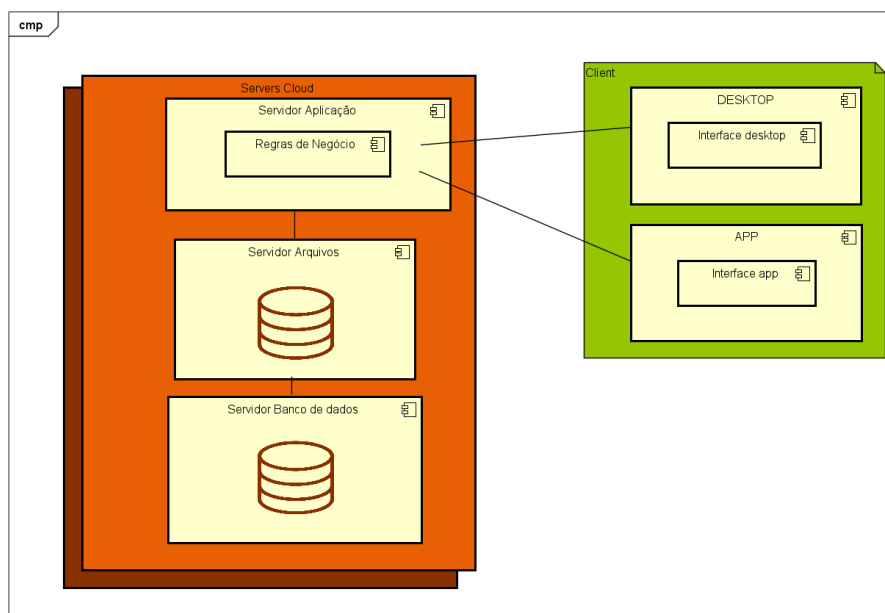 cmp
Servers Cloud
Servidor Aplicação
Regras de Negócio
Servidor Arquivos
Servidor Banco de dados
Client
DESKTOP
Interface desktop
APP
Interface app